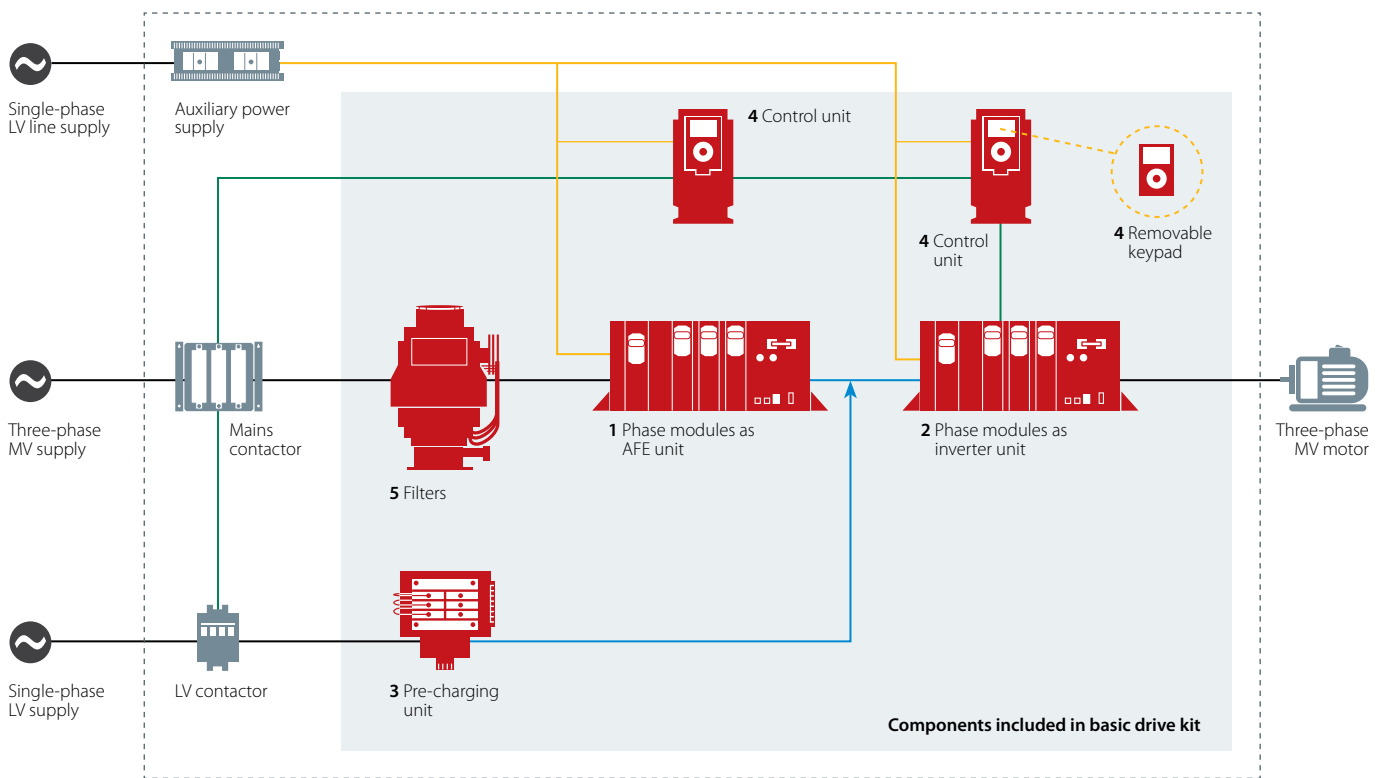 Single-phase
LV line supply
Auxiliary power
supply
4 Control unit
4 Control
unit
4 Removable
keypad
Three-phase
MV supply
Mains
contactor
5 Filters
1 Phase modules as
AFE unit
2 Phase modules as
inverter unit
Three-phase
MV motor
Single-phase
LV supply
LV contactor
3 Pre-charging
unit
Components included in basic drive kit